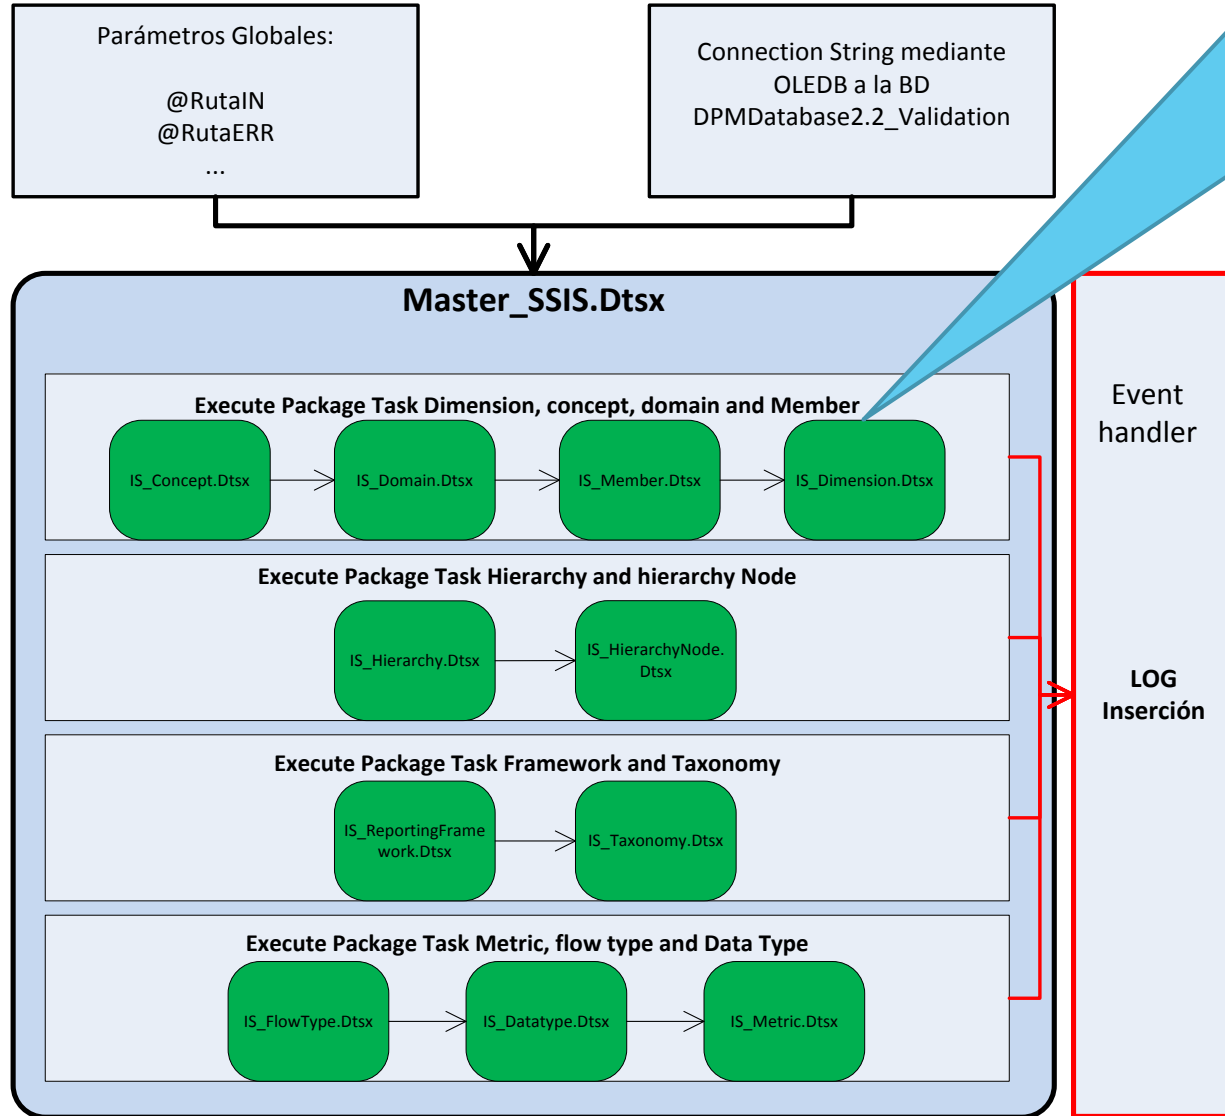 Parámetros Globales:
@RutaIN
@RutaERR
...
Connection String mediante
OLEDB a la BD
DPMDatabase2.2_Validation
Master_SSIS.Dtsx
Execute Package Task Dimension, concept, domain and Member
IS_Concept.Dtsx
IS_Domain.Dtsx
IS_Member.Dtsx
IS_Dimension.Dtsx
Execute Package Task Hierarchy and hierarchy Node
IS_Hierarchy.Dtsx
IS_HierarchyNode.
Dtsx
Execute Package Task Framework and Taxonomy
IS_ReportingFrame
work.Dtsx
IS_Taxonomy.Dtsx
Execute Package Task Metric, flow type and Data Type
IS_FlowType.Dtsx
IS_Datatype.Dtsx
IS_Metric.Dtsx
Event
handler
LOG
Inserción